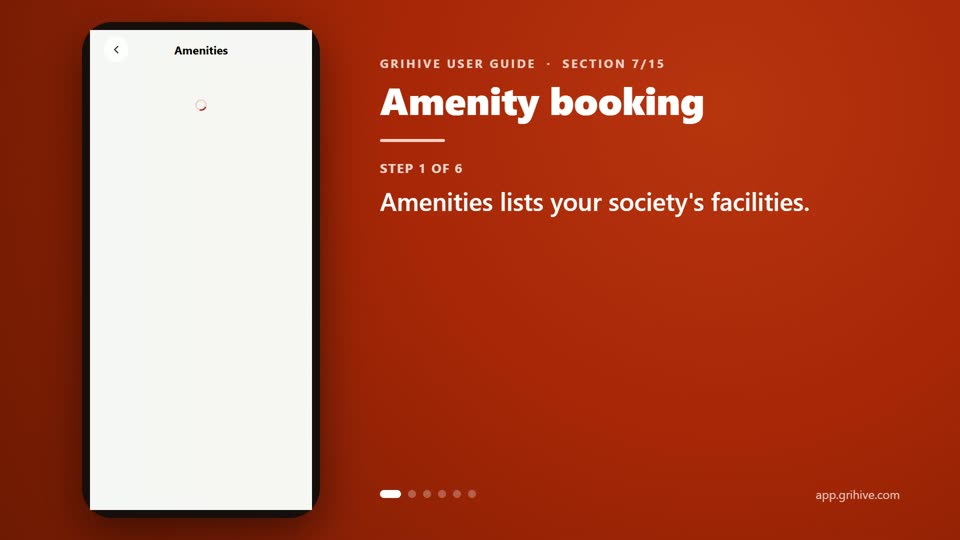 Amenities
GRIHIVE USER GUIDE · SECTION 7/15
Amenity booking
STEP 1 OF 6
Amenities lists your society's facilities.
app.grihive.com